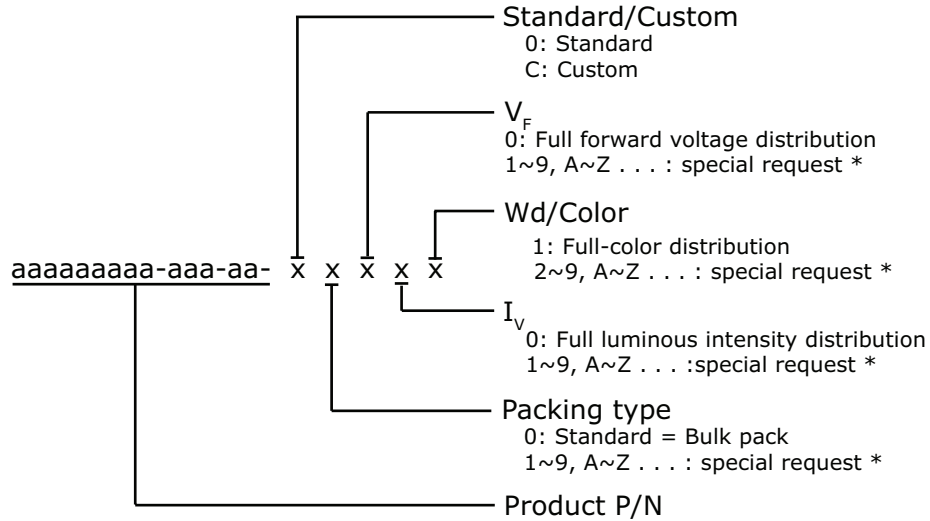 Standard/Custom
0: Standard
C: Custom
VF
0: Full forward voltage distribution
1~9, A~Z . . . : special request *
Wd/Color
1: Full-color distribution
2~9, A~Z . . . : special request *
aaaaaaaaa-aaa-aa- x x x x x
IV
0: Full luminous intensity distribution
1~9, A~Z . . . :special request *
Packing type
0: Standard = Bulk pack
1~9, A~Z . . . : special request *
Product P/N